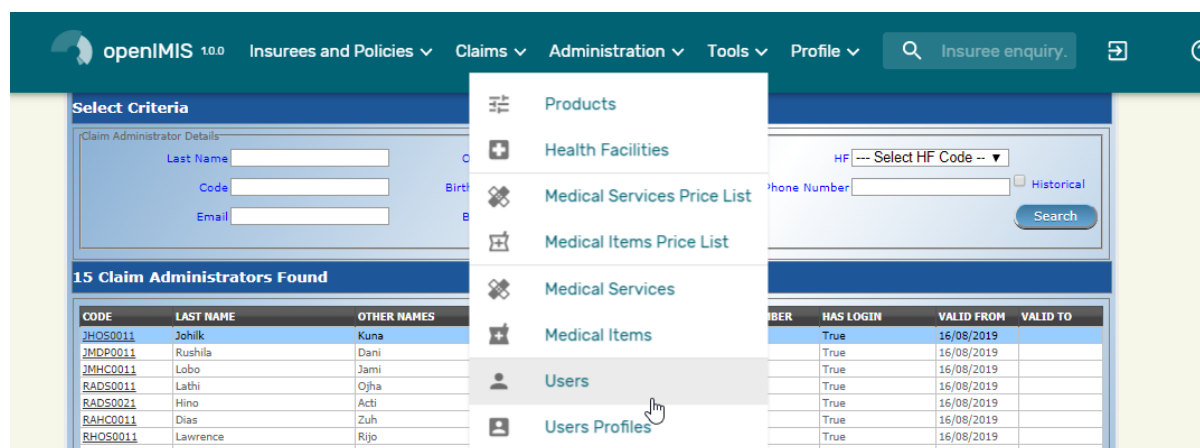 openIMIS 1.0.0 Insurees and Policies Claims Administration Tools Profile Insuree enquiry.
Select Criteria
Claim Administrator Details
Last Name
HF --- Select HF Code -- ▼
Code
Phone Number
Historical
Email
Search
Products
Health Facilities
Medical Services Price List
Medical Items Price List
Medical Services
Medical Items
Users
Users Profiles
15 Claim Administrators Found
CODE LAST NAME OTHER NAMES HAS LOGIN VALID FROM VALID TO
JHOS0011 Johilk Kuna True 16/08/2019
JMDP0011 Rushila Dani True 16/08/2019
JMHC0011 Lobo Jami True 16/08/2019
RADS0011 Lathi Ojha True 16/08/2019
RADS0021 Hino Acti True 16/08/2019
RAHC0011 Dias Zuh True 16/08/2019
RHOS0011 Lawrence Rijo True 16/08/2019